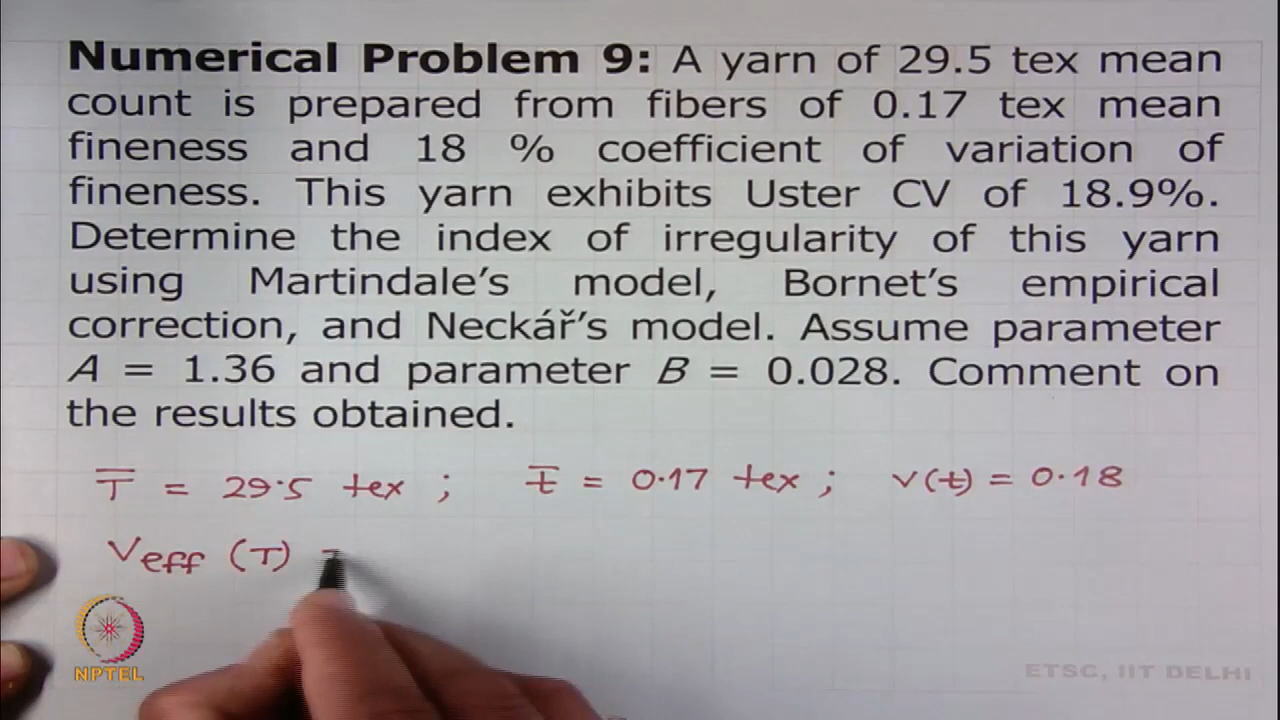 Numerical Problem 9: A yarn of 29.5 tex mean
count is prepared from fibers of 0.17 tex mean
fineness and 18 % coefficient of variation of
fineness. This yarn exhibits Uster CV of 18.9%.
Determine the index of irregularity of this yarn
using Martindale's model, Bornet's empirical
correction, and Neckář's model. Assume parameter
A = 1.36 and parameter B = 0.028. Comment on
the results obtained.
T̅ = 29.5 tex ; t̅ = 0.17 tex ; v(t) = 0.18
Veff (T) =
NPTEL
ETSC, IIT DELHI